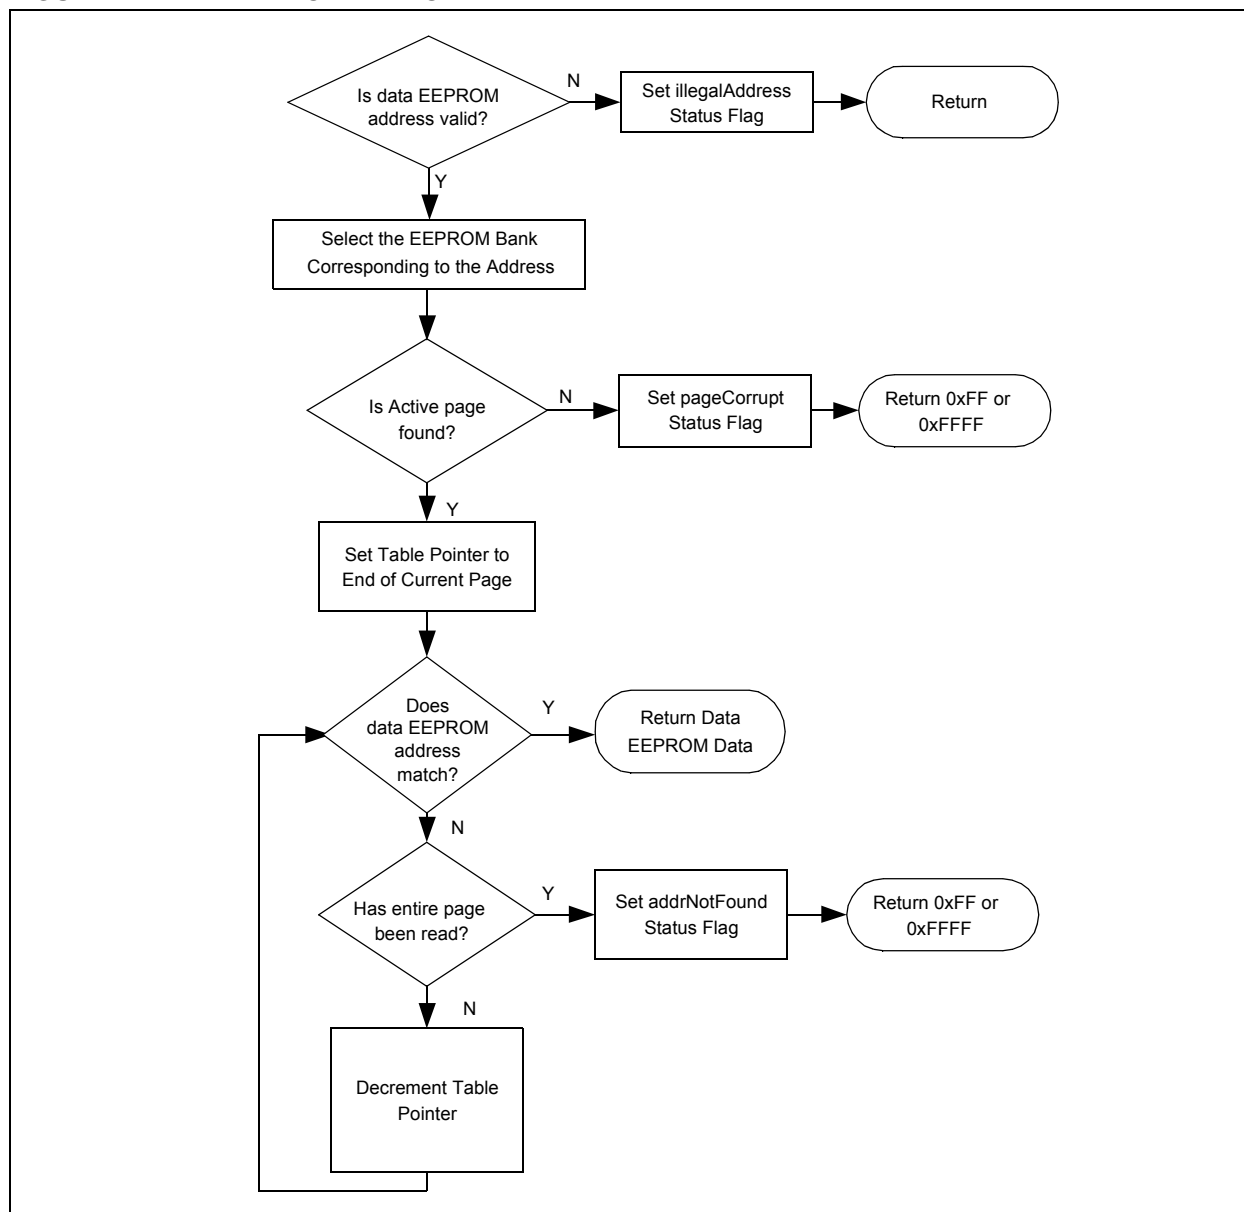 Is data EEPROM
address valid?
N
Set illegalAddress
Status Flag
Return
Y
Select the EEPROM Bank
Corresponding to the Address
Is Active page
found?
N
Set pageCorrupt
Status Flag
Return 0xFF or
0xFFFF
Y
Set Table Pointer to
End of Current Page
Does
data EEPROM
address
match?
Y
Return Data
EEPROM Data
N
Has entire page
been read?
Y
Set addrNotFound
Status Flag
Return 0xFF or
0xFFFF
N
Decrement Table
Pointer